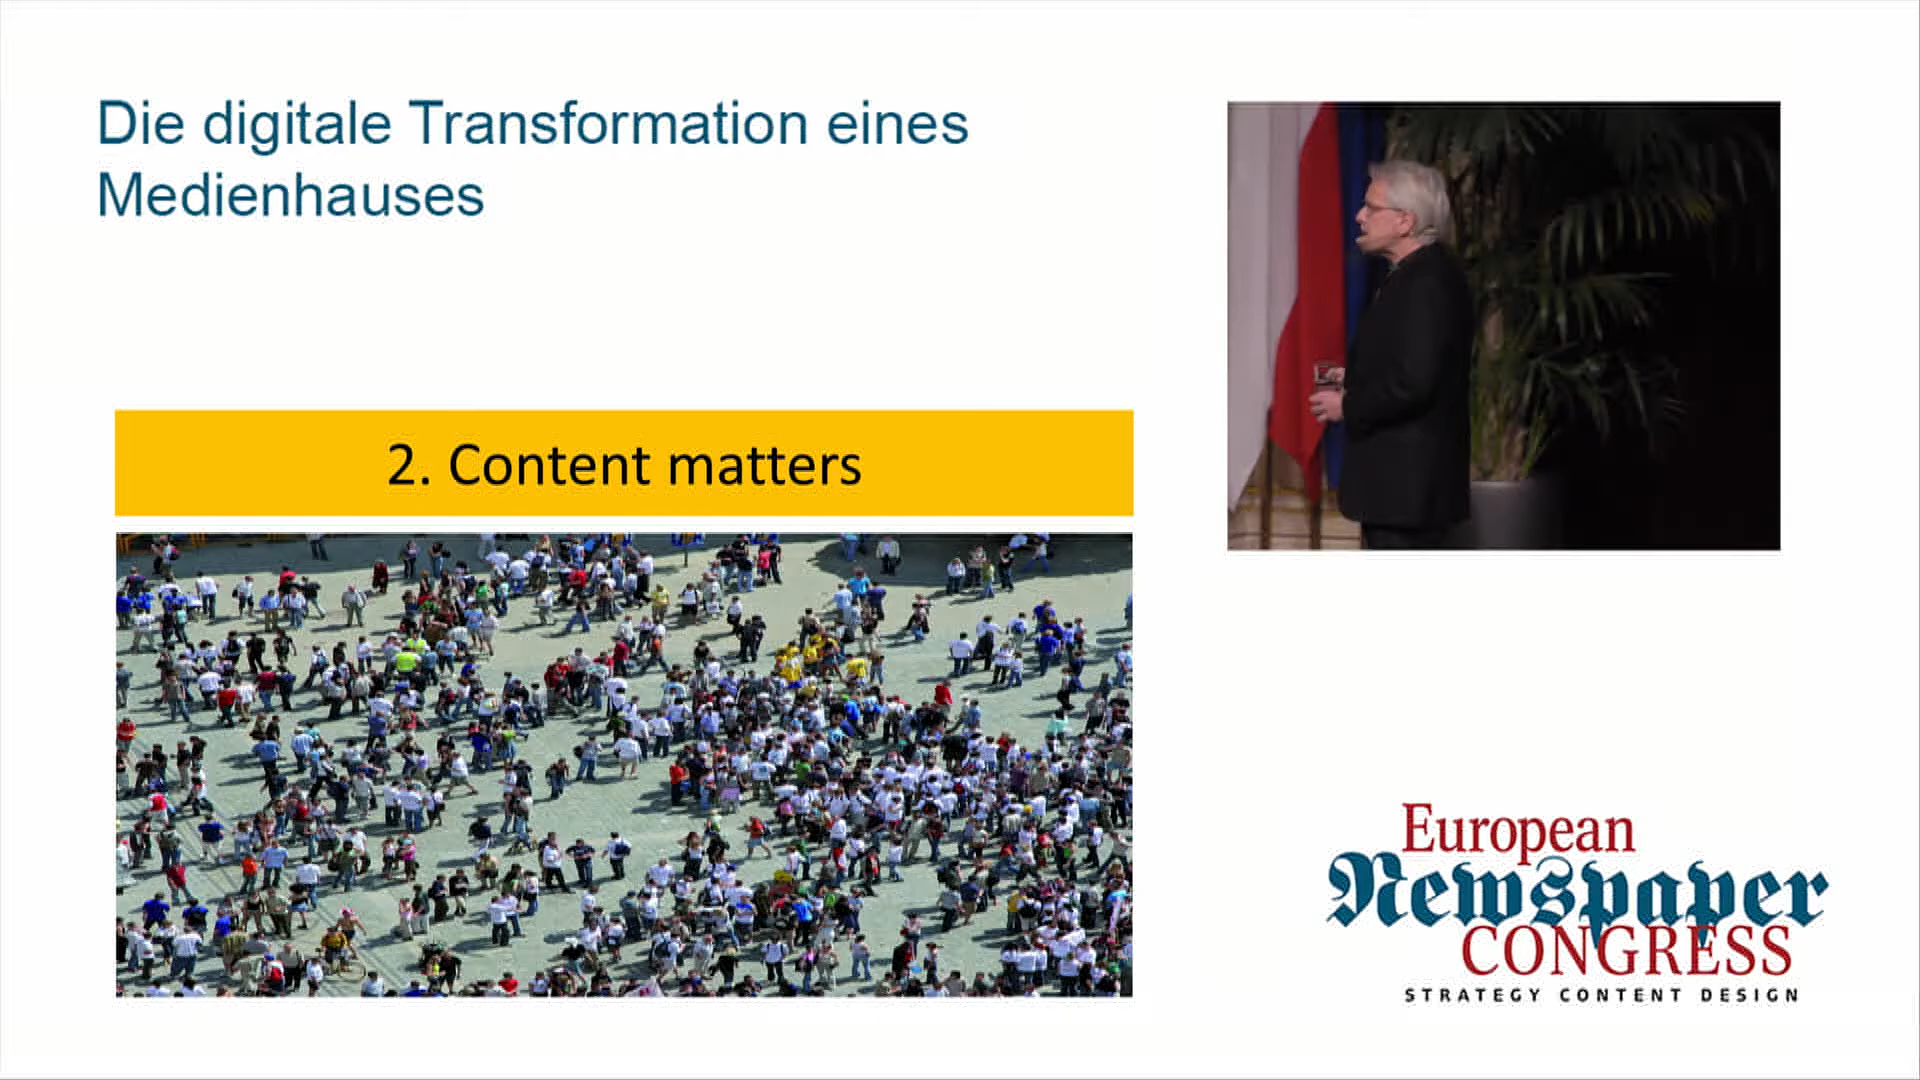 Die digitale Transformation eines
Medienhauses
2. Content matters
European
Newspaper
CONGRESS
STRATEGY CONTENT DESIGN